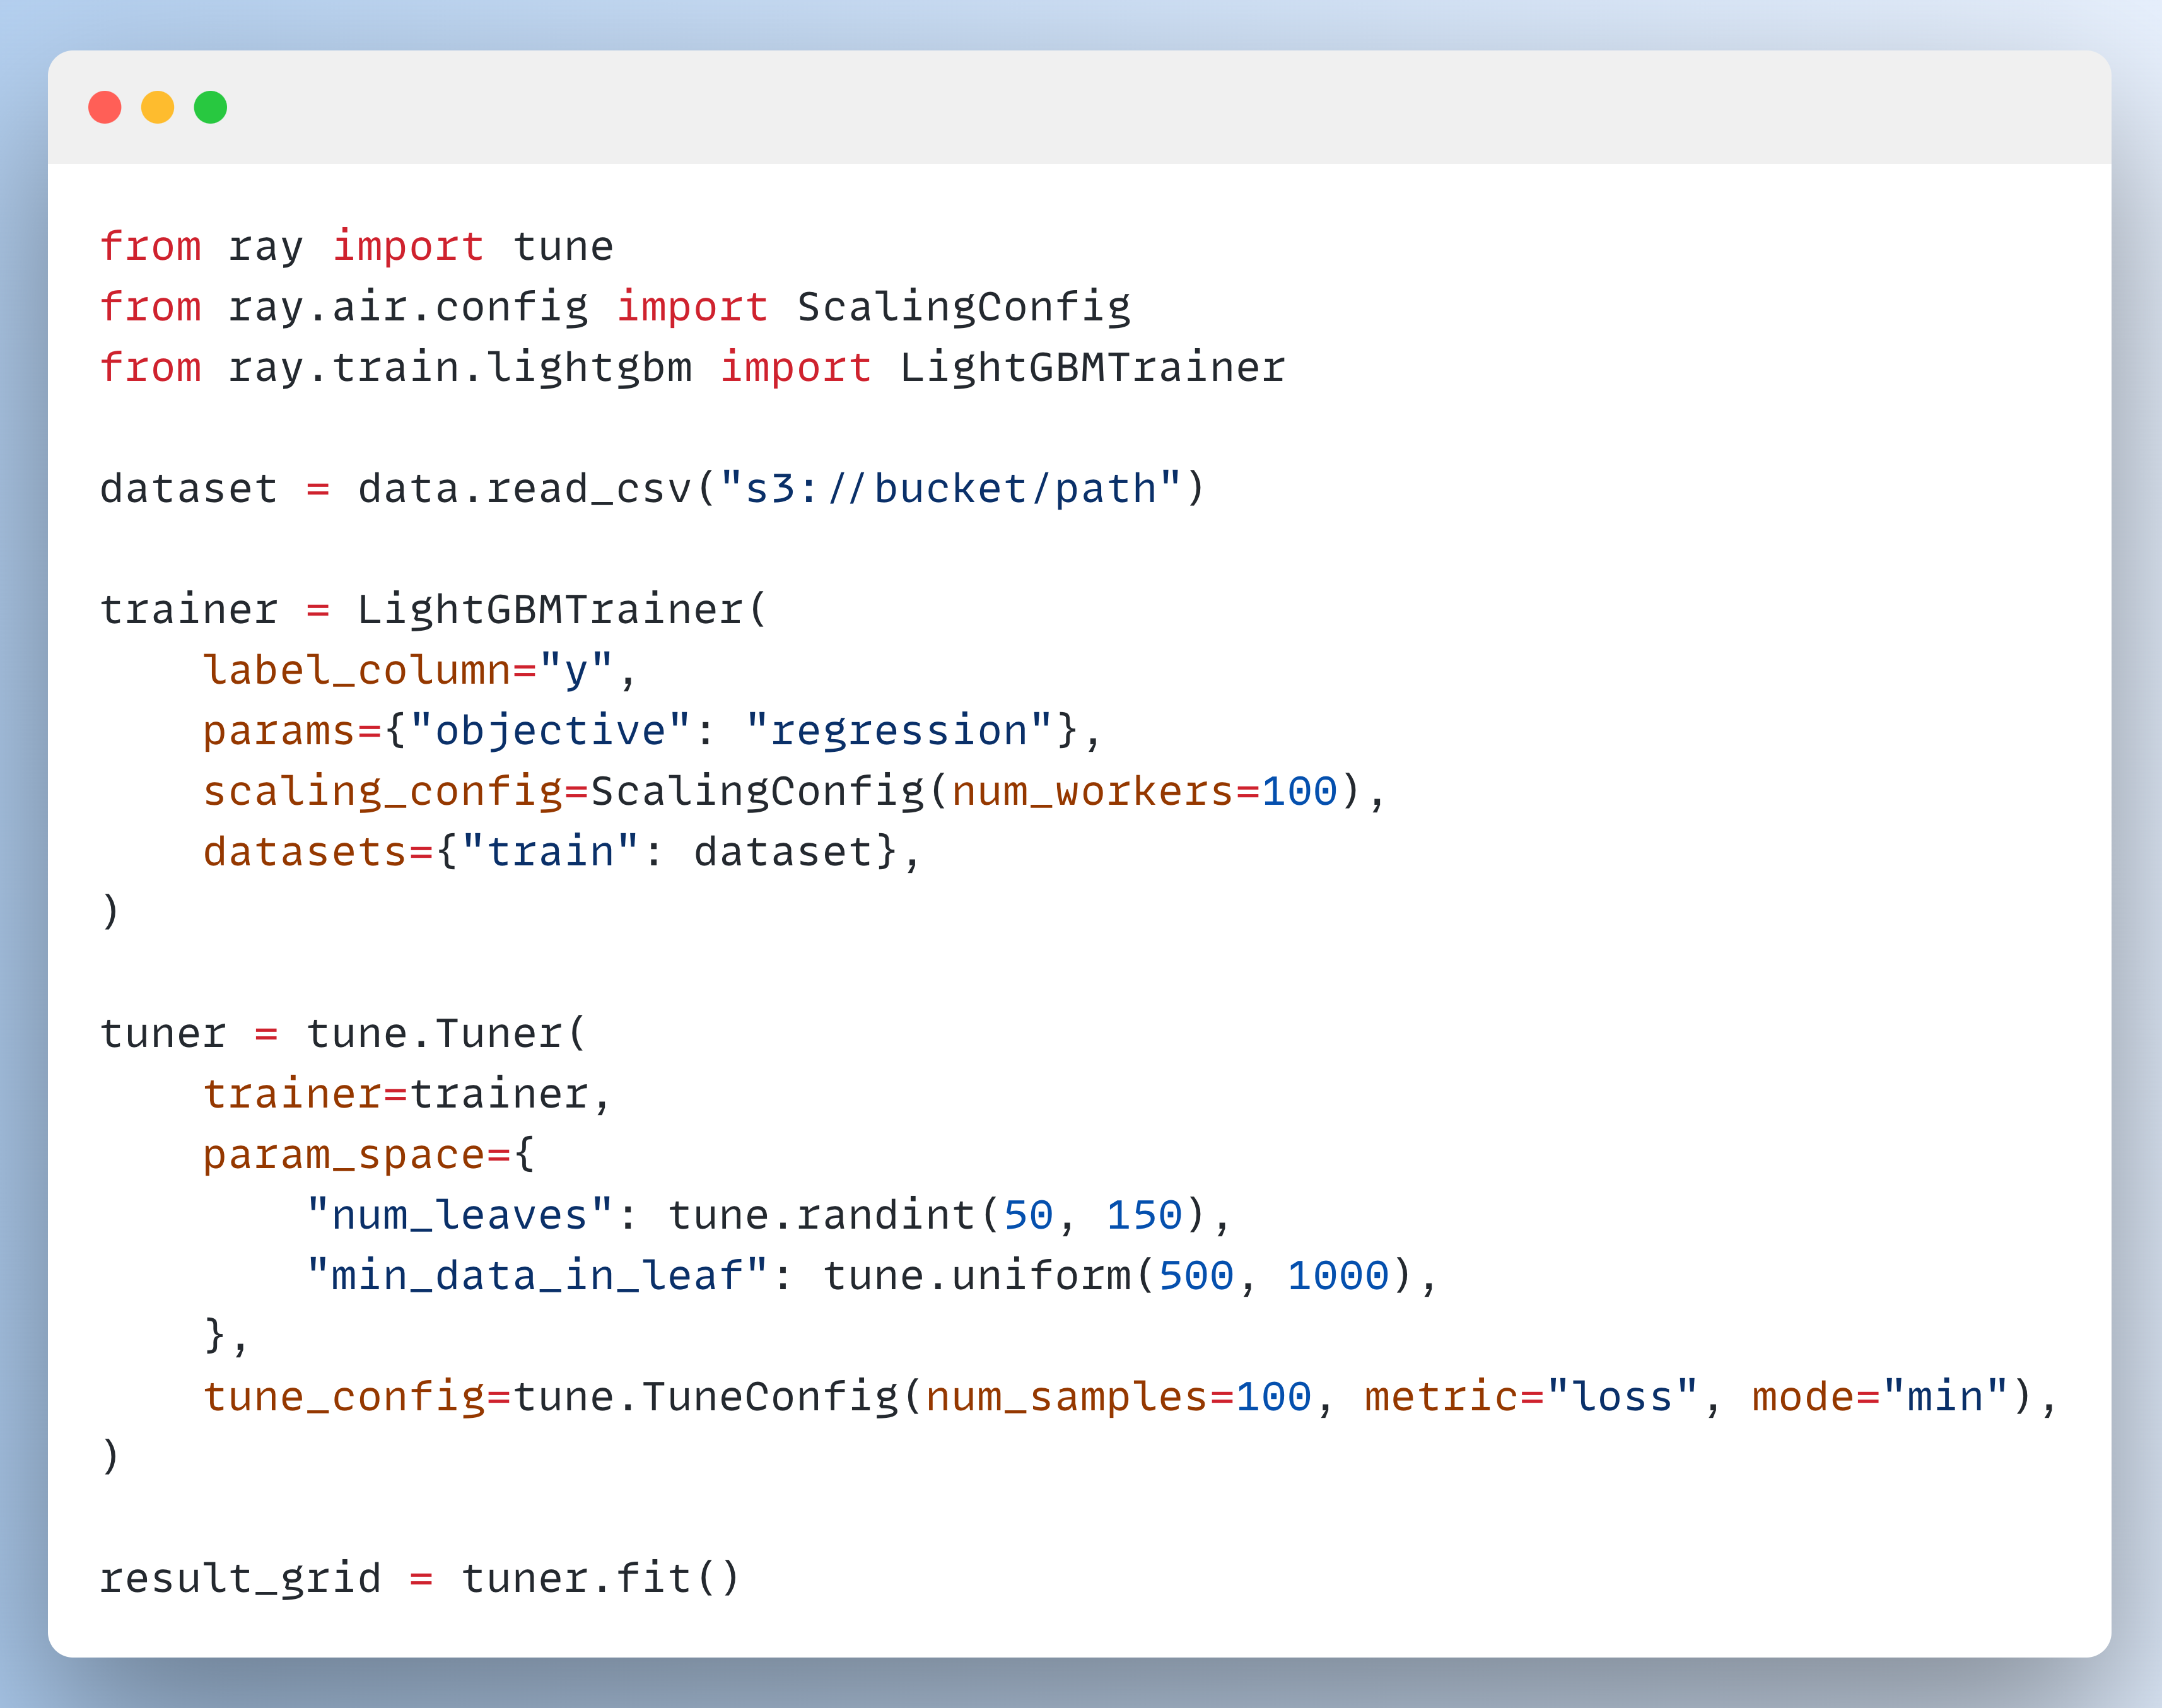 from ray import tune
from ray.air.config import ScalingConfig
from ray.train.lightgbm import LightGBMTrainer

dataset = data.read_csv("s3://bucket/path")

trainer = LightGBMTrainer(
    label_column="y",
    params={"objective": "regression"},
    scaling_config=ScalingConfig(num_workers=100),
    datasets={"train": dataset},
)

tuner = tune.Tuner(
    trainer=trainer,
    param_space={
        "num_leaves": tune.randint(50, 150),
        "min_data_in_leaf": tune.uniform(500, 1000),
    },
    tune_config=tune.TuneConfig(num_samples=100, metric="loss", mode="min"),
)

result_grid = tuner.fit()